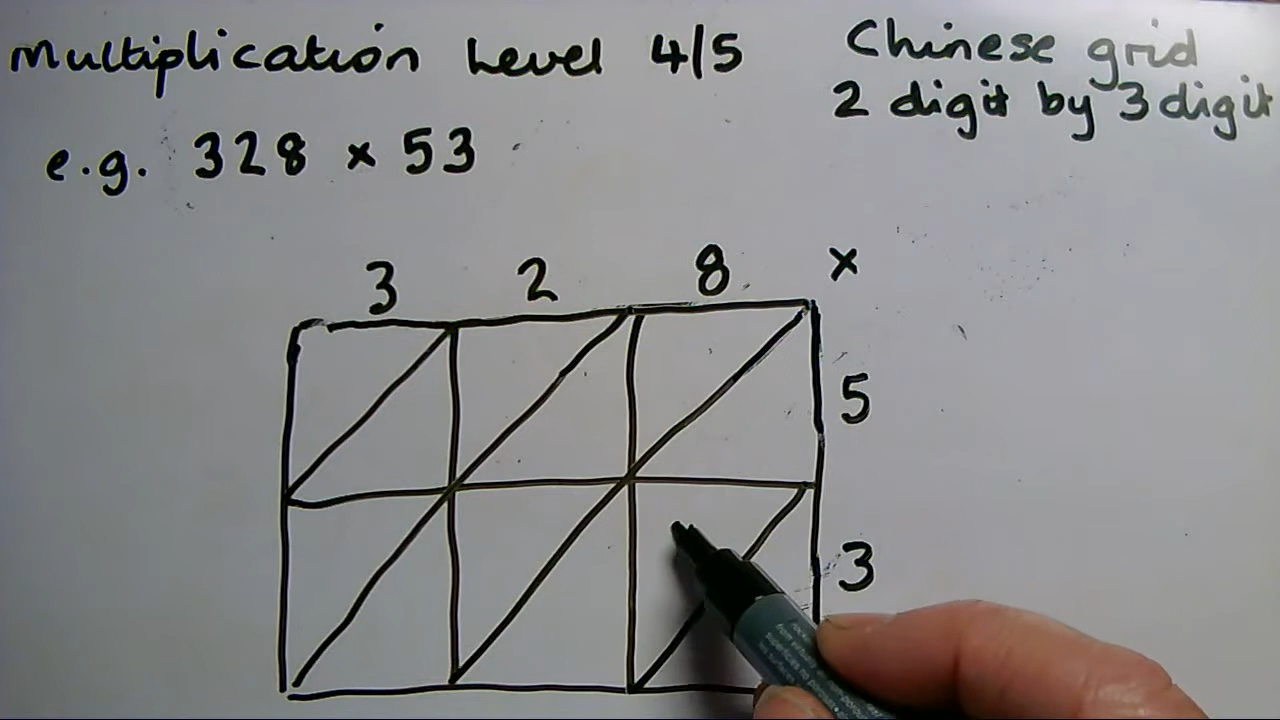 Multiplication Level 4/5
Chinese grid
2 digit by 3 digit
e.g. 328 × 53
3 2 8 ×
5
3